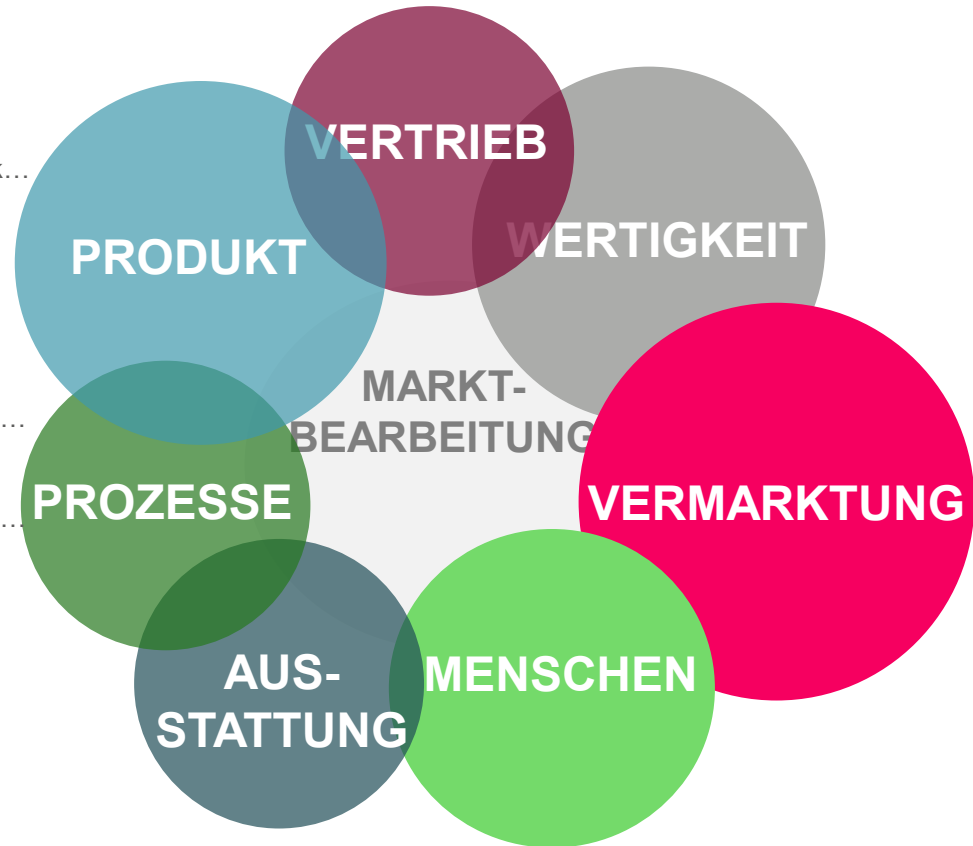 VERTRIEB
WERTIGKEIT
PRODUKT
MARKT-
BEARBEITUNG
PROZESSE
VERMARKTUNG
AUS-
STATTUNG
MENSCHEN